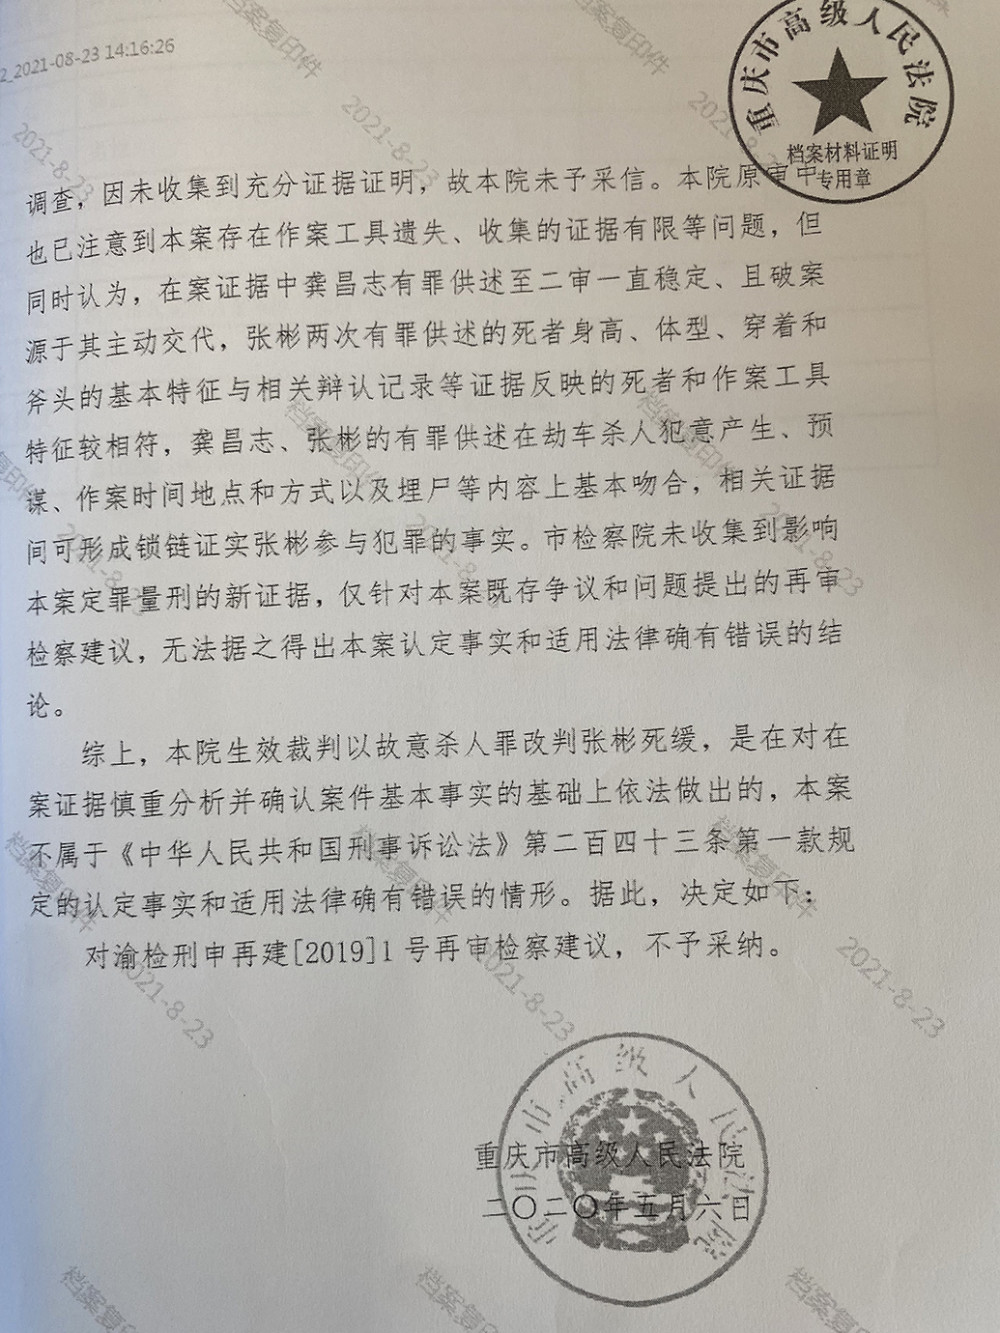 2_2021-08-23 14:16:26
重庆市高级人民法院
档案材料证明
专用章
调查，因未收集到充分证据证明，故本院未予采信。本院原审中
也已注意到本案存在作案工具遗失、收集的证据有限等问题，但
同时认为，在案证据中龚昌志有罪供述至二审一直稳定、且破案
源于其主动交代，张彬两次有罪供述的死者身高、体型、穿着和
斧头的基本特征与相关辩认记录等证据反映的死者和作案工具
特征较相符，龚昌志、张彬的有罪供述在劫车杀人犯意产生、预
谋、作案时间地点和方式以及埋尸等内容上基本吻合，相关证据
间可形成锁链证实张彬参与犯罪的事实。市检察院未收集到影响
本案定罪量刑的新证据，仅针对本案既存争议和问题提出的再审
检察建议，无法据之得出本案认定事实和适用法律确有错误的结
论。
综上，本院生效裁判以故意杀人罪改判张彬死缓，是在对在
案证据慎重分析并确认案件基本事实的基础上依法做出的，本案
不属于《中华人民共和国刑事诉讼法》第二百四十三条第一款规
定的认定事实和适用法律确有错误的情形。据此，决定如下：
对渝检刑申再建[2019]1号再审检察建议，不予采纳。
重庆市高级人民法院
重庆市高级人民法院
二〇二〇年五月六日
档案复印件
2021-8-23